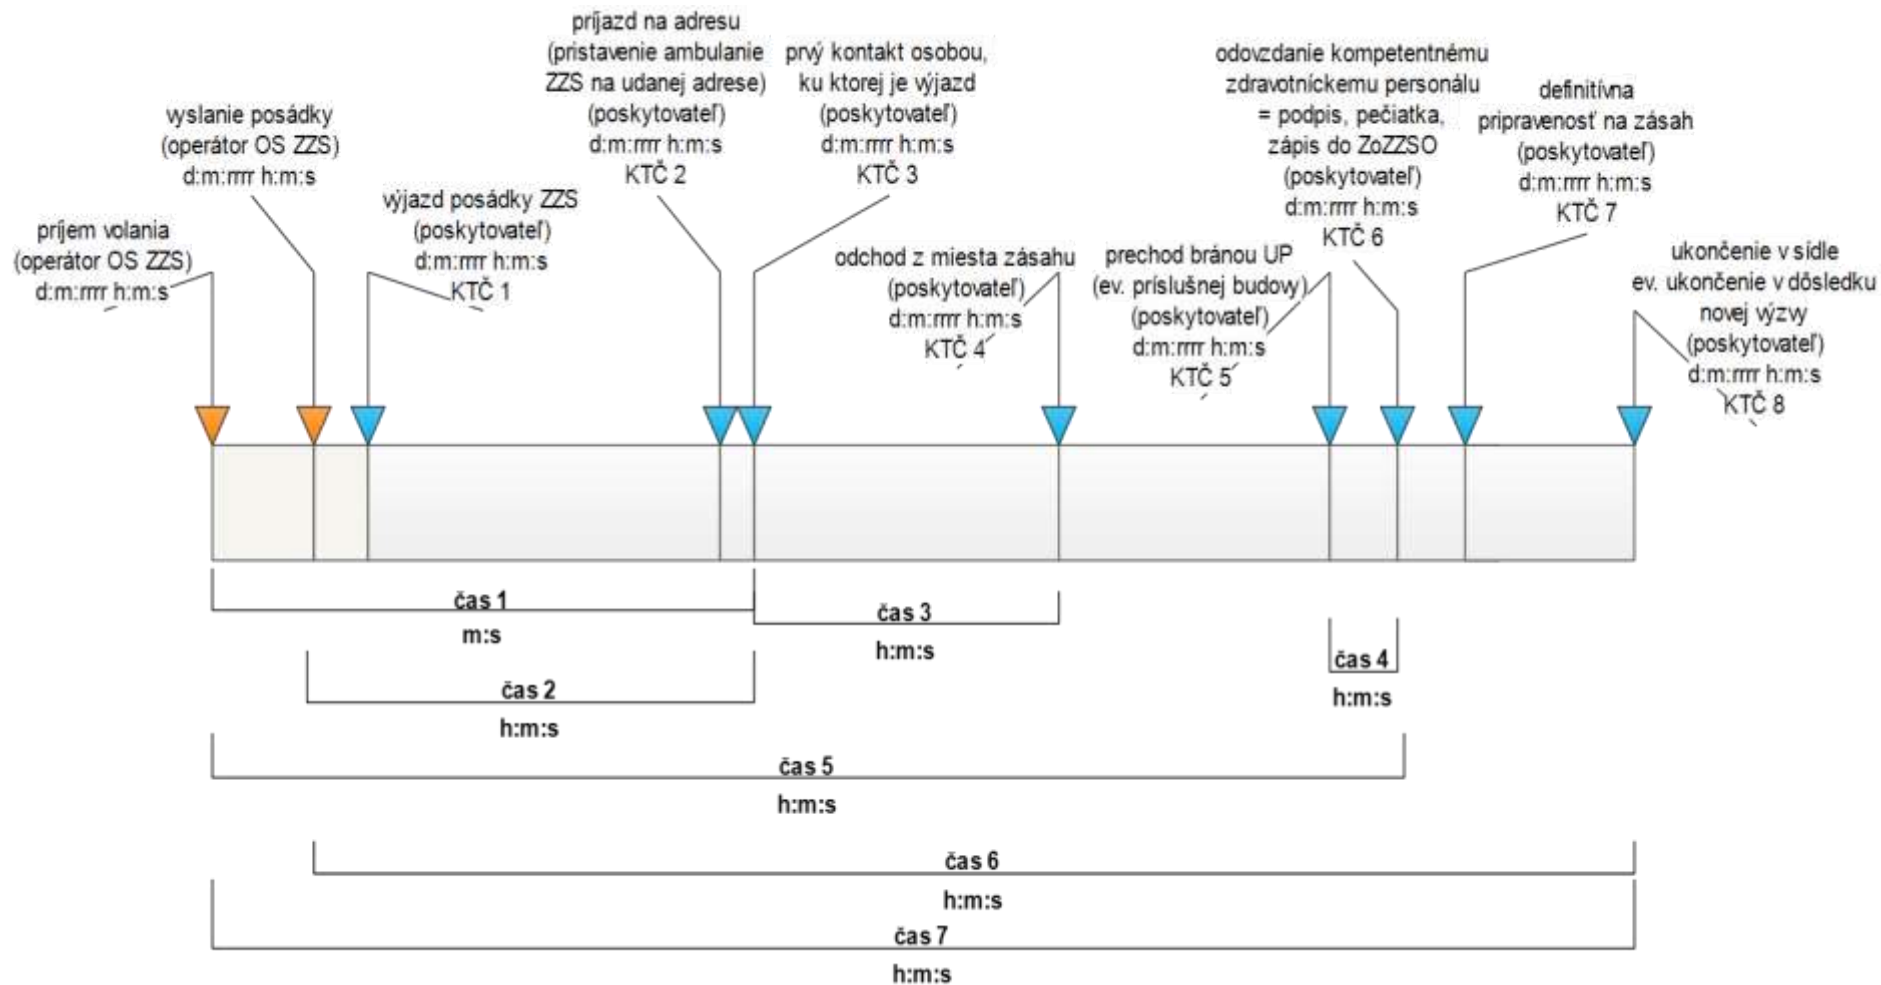 príjem volania
(operátor OS ZZS)
d:m:rrrr h:m:s
vyslanie posádky
(operátor OS ZZS)
d:m:rrrr h:m:s
výjazd posádky ZZS
(poskytovateľ)
d:m:rrrr h:m:s
KTČ 1
príjazd na adresu
(pristavenie ambulanie
ZZS na udanej adrese)
(poskytovateľ)
d:m:rrrr h:m:s
KTČ 2
prvý kontakt osobou,
ku ktorej je výjazd
(poskytovateľ)
d:m:rrrr h:m:s
KTČ 3
odchod z miesta zásahu
(poskytovateľ)
d:m:rrrr h:m:s
KTČ 4
prechod bránou UP
(ev. príslušnej budowy)
(poskytovateľ)
d:m:rrrr h:m:s
KTČ 5
odovzdanie kompetentnému
zdravotníckemu personálu
= podpis, pečiatka,
zápis do ZoZZSO
(poskytovateľ)
d:m:rrrr h:m:s
KTČ 6
definitívna
pripravenosť na zásah
(poskytovateľ)
d:m:rrrr h:m:s
KTČ 7
ukončenie v sídle
ev. ukončenie v dôsledku
novej výzvy
(poskytovateľ)
d:m:rrrr h:m:s
KTČ 8
čas 1
m:s
čas 3
h:m:s
čas 4
h:m:s
čas 2
h:m:s
čas 5
h:m:s
čas 6
h:m:s
čas 7
h:m:s